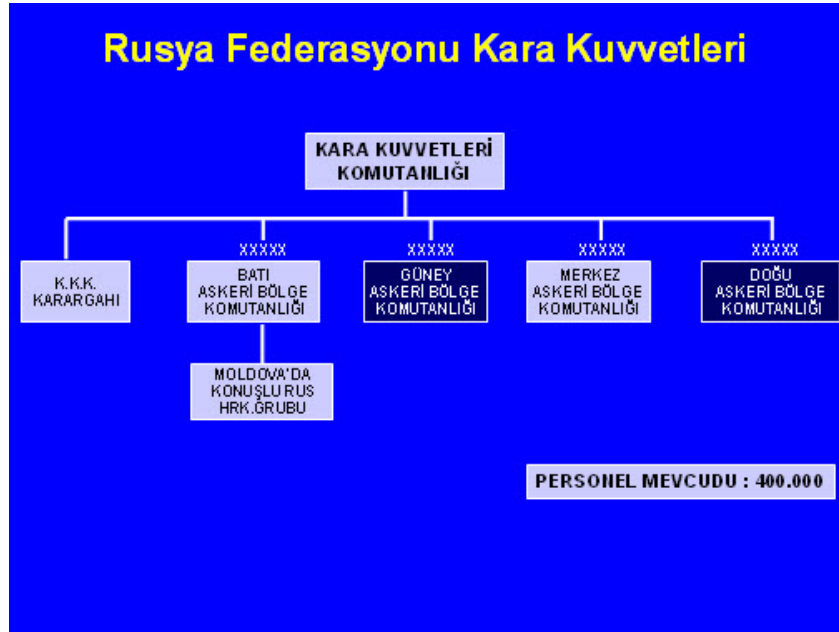 Rusya Federasyonu Kara Kuvvetleri
KARA KUVVETLERİ
KOMUTANLIĞI
K.K.K.
KARARGAHI
XXXXX
BATI
ASKERİ BÖLGE
KOMUTANLIĞI
XXXXX
GÜNEY
ASKERİ BÖLGE
KOMUTANLIĞI
XXXXX
MERKEZ
ASKERİ BÖLGE
KOMUTANLIĞI
XXXXX
DOĞU
ASKERİ BÖLGE
KOMUTANLIĞI
MOLDOVA'DA
KONUŞLU RUS
HRK.GRUBU
PERSONEL MEVCUDU : 400.000